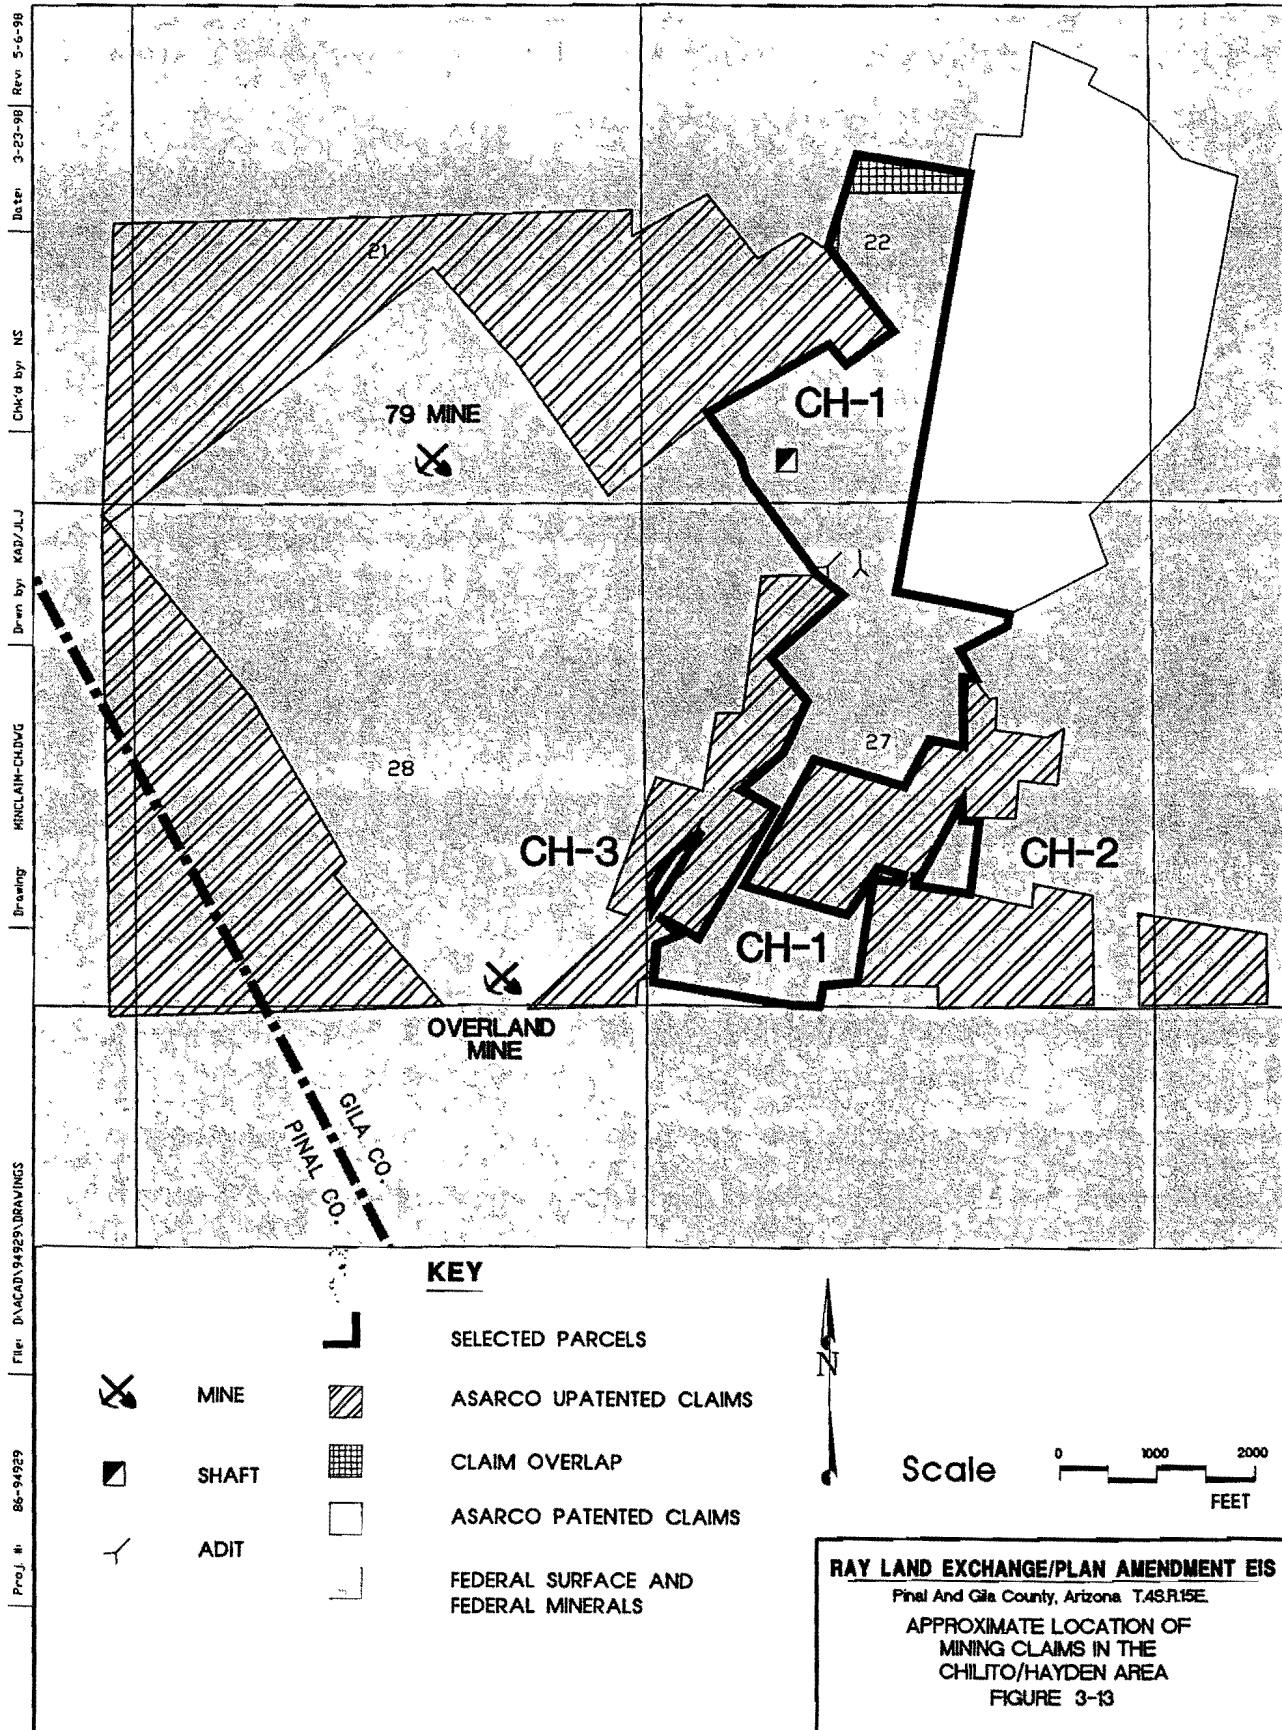 Proj. #: 86-94929
File: D:\ACAD\94929\DRAWINGS
Drawing: MINCLAIM-CH.DWG
Drwn by: KAD/JLJ
Chk'd by: NS
Date: 3-23-98
Rev: 5-6-98
21
22
79 MINE
CH-1
28
27
CH-3
CH-2
CH-1
OVERLAND
MINE
GILA CO.
PINAL CO.
KEY
SELECTED PARCELS
MINE
ASARCO UPATENTED CLAIMS
SHAFT
CLAIM OVERLAP
ASARCO PATENTED CLAIMS
ADIT
FEDERAL SURFACE AND
FEDERAL MINERALS
N
Scale
0 1000 2000
FEET
RAY LAND EXCHANGE/PLAN AMENDMENT EIS
Pinal And Gila County, Arizona T.4S.R.15E.
APPROXIMATE LOCATION OF
MINING CLAIMS IN THE
CHILITO/HAYDEN AREA
FIGURE 3-13